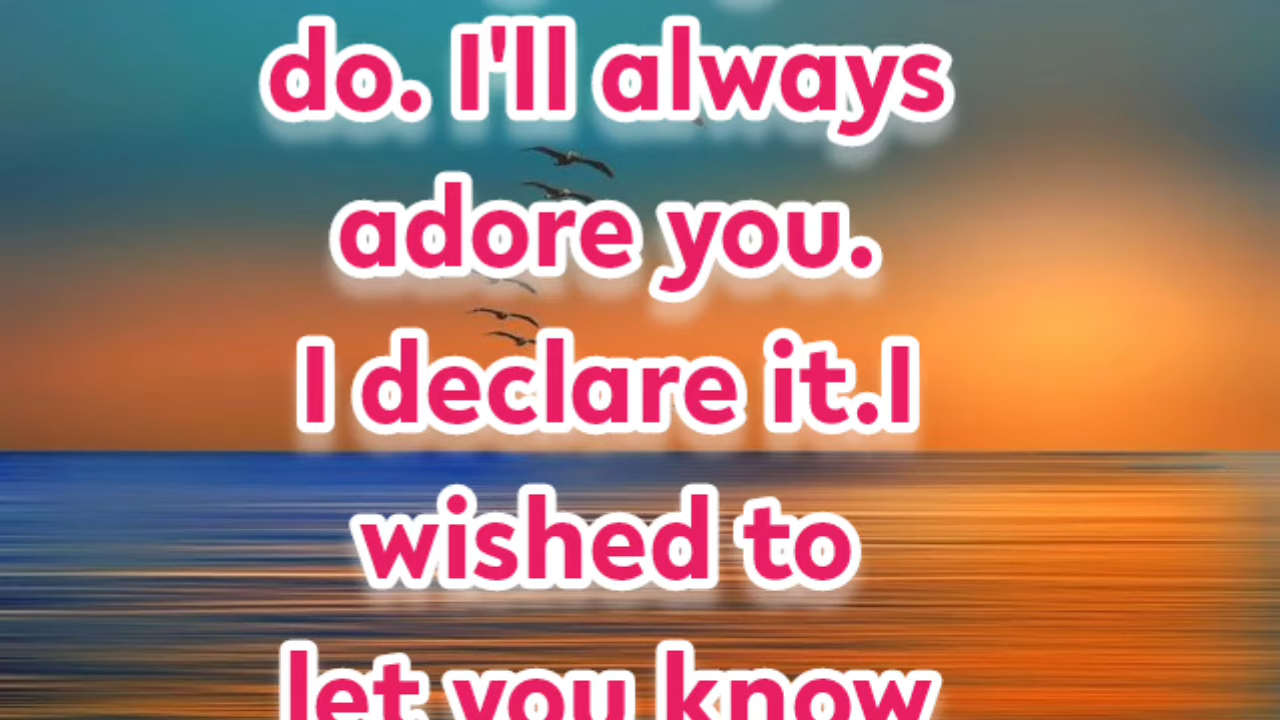 do. I'll always
adore you.
I declare it.I
wished to
let you know